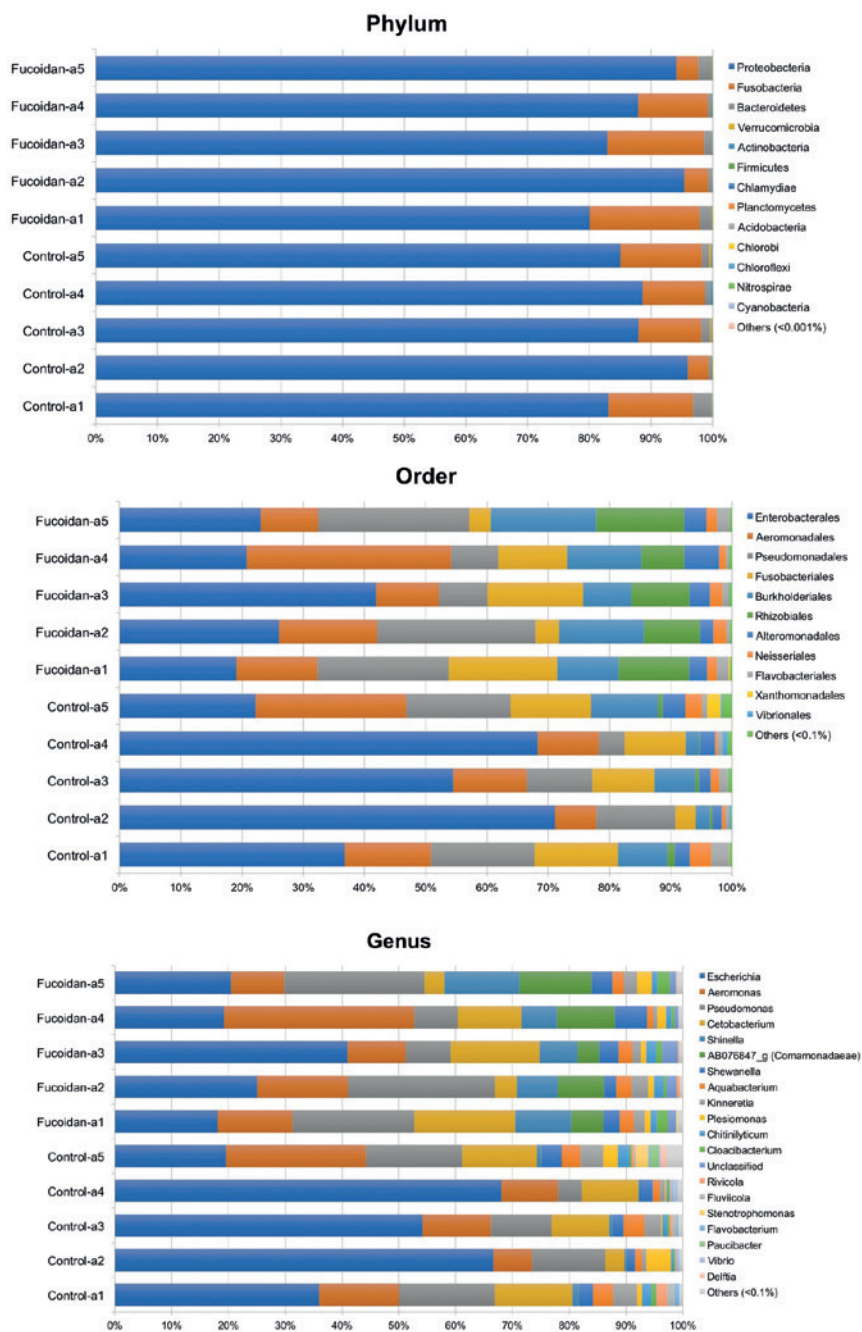 Phylum
Fucoidan-a5
Fucoidan-a4
Fucoidan-a3
Fucoidan-a2
Fucoidan-a1
Control-a5
Control-a4
Control-a3
Control-a2
Control-a1
0% 10% 20% 30% 40% 50% 60% 70% 80% 90% 100%
Proteobacteria
Fusobacteria
Bacteroidetes
Verrucomicrobia
Actinobacteria
Firmicutes
Chlamydiae
Planctomycetes
Acidobacteria
Chlorobi
Chloroflexi
Nitrospirae
Cyanobacteria
Others (<0.001%)
Order
Fucoidan-a5
Fucoidan-a4
Fucoidan-a3
Fucoidan-a2
Fucoidan-a1
Control-a5
Control-a4
Control-a3
Control-a2
Control-a1
0% 10% 20% 30% 40% 50% 60% 70% 80% 90% 100%
Enterobacterales
Aeromonadales
Pseudomonadales
Fusobacteriales
Burkholderiales
Rhizobiales
Alteromonadales
Neisseriales
Flavobacteriales
Xanthomonadales
Vibrionales
Others (<0.1%)
Genus
Fucoidan-a5
Fucoidan-a4
Fucoidan-a3
Fucoidan-a2
Fucoidan-a1
Control-a5
Control-a4
Control-a3
Control-a2
Control-a1
0% 10% 20% 30% 40% 50% 60% 70% 80% 90% 100%
Escherichia
Aeromonas
Pseudomonas
Cetobacterium
Shinella
AB076847_g (Comamonadaeae)
Shewanella
Aquabacterium
Kinneretia
Plesiomonas
Chitinilyticum
Cloacibacterium
Unclassified
Rivicola
Fluviicola
Stenotrophomonas
Flavobacterium
Paucibacter
Vibrio
Delftia
Others (<0.1%)